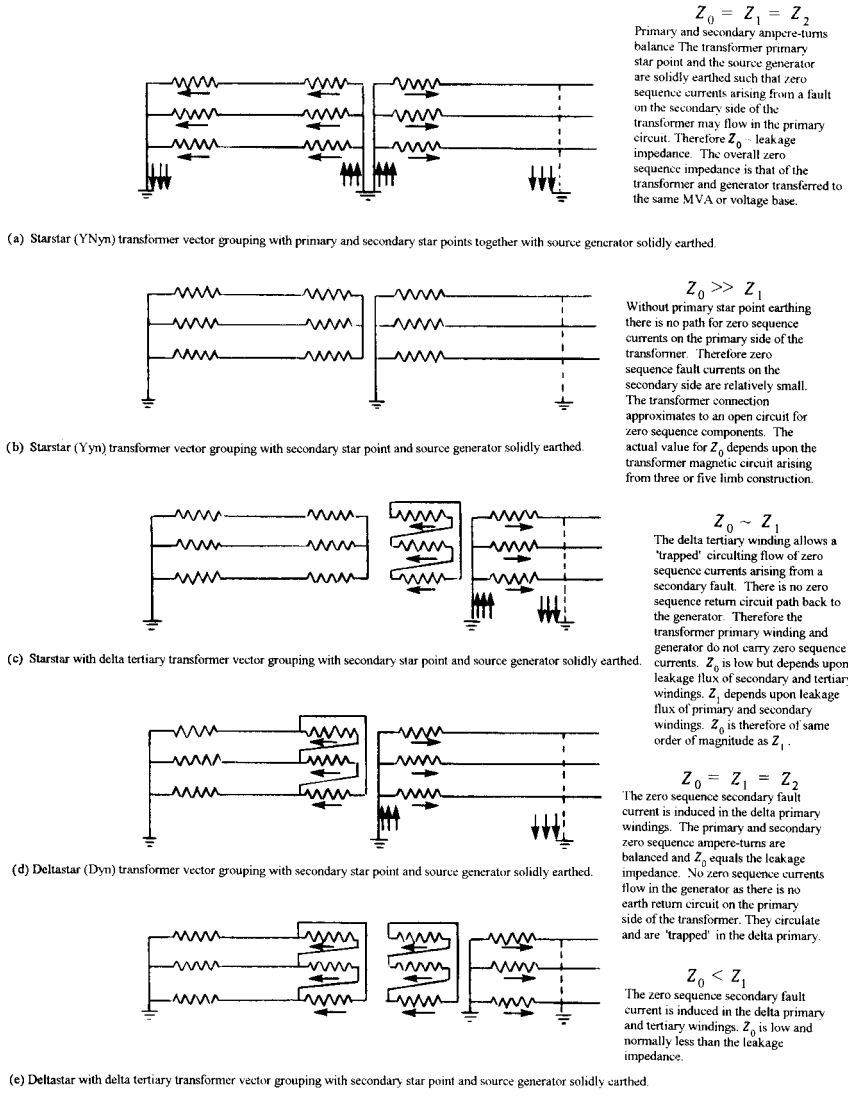 Z0 = Z1 = Z2
Primary and secondary ampere-turns
balance The transformer primary
star point and the source generator
are solidly earthed such that zero
sequence currents arising from a fault
on the secondary side of the
transformer may flow in the primary
circuit. Therefore Z0 – leakage
impedance. The overall zero
sequence impedance is that of the
transformer and generator transferred to
the same MVA or voltage base.
(a) Starstar (YNyn) transformer vector grouping with primary and secondary star points together with source generator solidly earthed.
Z0 >> Z1
Without primary star point earthing
there is no path for zero sequence
currents on the primary side of the
transformer. Therefore zero
sequence fault currents on the
secondary side are relatively small.
The transformer connection
approximates to an open circuit for
zero sequence components. The
actual value for Z0 depends upon the
transformer magnetic circuit arising
from three or five limb construction.
(b) Starstar (Yyn) transformer vector grouping with secondary star point and source generator solidly earthed.
Z0 ~ Z1
The delta tertiary winding allows a
'trapped' circulting flow of zero
sequence currents arising from a
secondary fault. There is no zero
sequence return circuit path back to
the generator. Therefore the
transformer primary winding and
generator do not carry zero sequence
currents. Z0 is low but depends upon
leakage flux of secondary and tertiary
windings. Z1 depends upon leakage
flux of primary and secondary
windings. Z0 is therefore of same
order of magnitude as Z1 .
(c) Starstar with delta tertiary transformer vector grouping with secondary star point and source generator solidly earthed.
Z0 = Z1 = Z2
The zero sequence secondary fault
current is induced in the delta primary
windings. The primary and secondary
zero sequence ampere-turns are
balanced and Z0 equals the leakage
impedance. No zero sequence currents
flow in the generator as there is no
earth return circuit on the primary
side of the transformer. They circulate
and are 'trapped' in the delta primary.
(d) Deltastar (Dyn) transformer vector grouping with secondary star point and source generator solidly earthed.
Z0 < Z1
The zero sequence secondary fault
current is induced in the delta primary
and tertiary windings. Z0 is low and
normally less than the leakage
impedance.
(e) Deltastar with delta tertiary transformer vector grouping with secondary star point and source generator solidly earthed.